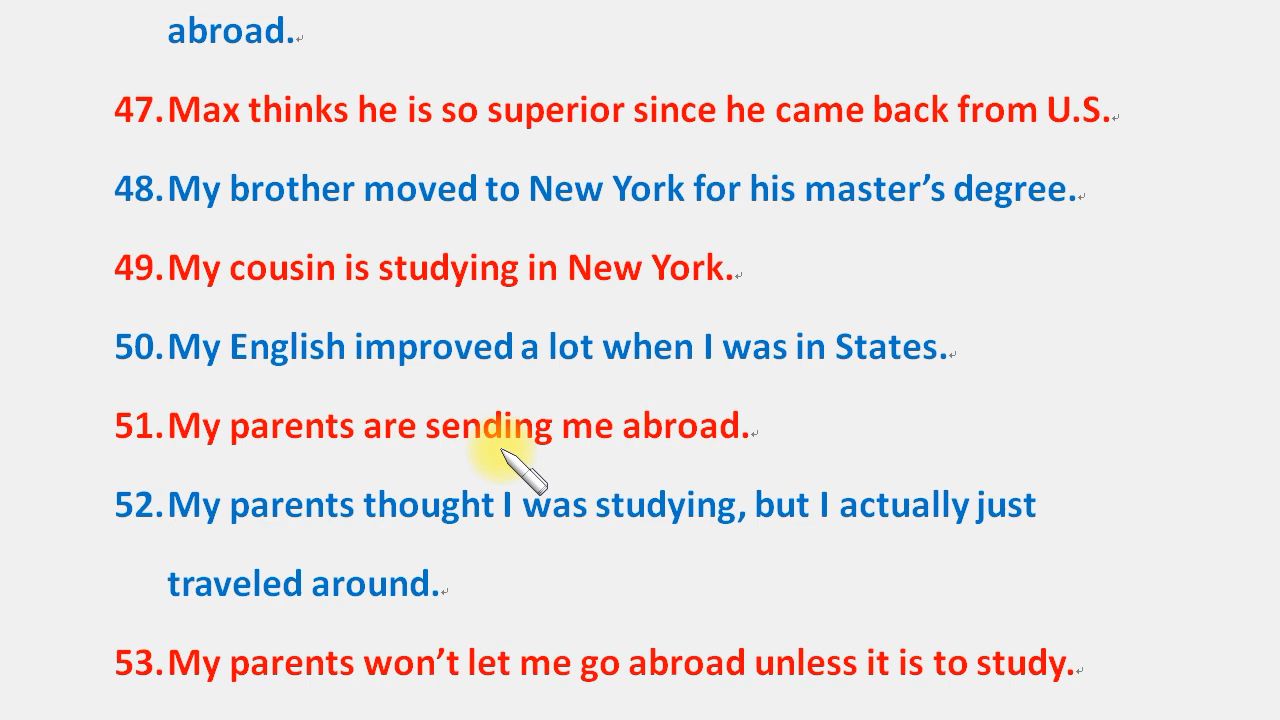 abroad.
47. Max thinks he is so superior since he came back from U.S.
48. My brother moved to New York for his master’s degree.
49. My cousin is studying in New York.
50. My English improved a lot when I was in States.
51. My parents are sending me abroad.
52. My parents thought I was studying, but I actually just
traveled around.
53. My parents won’t let me go abroad unless it is to study.